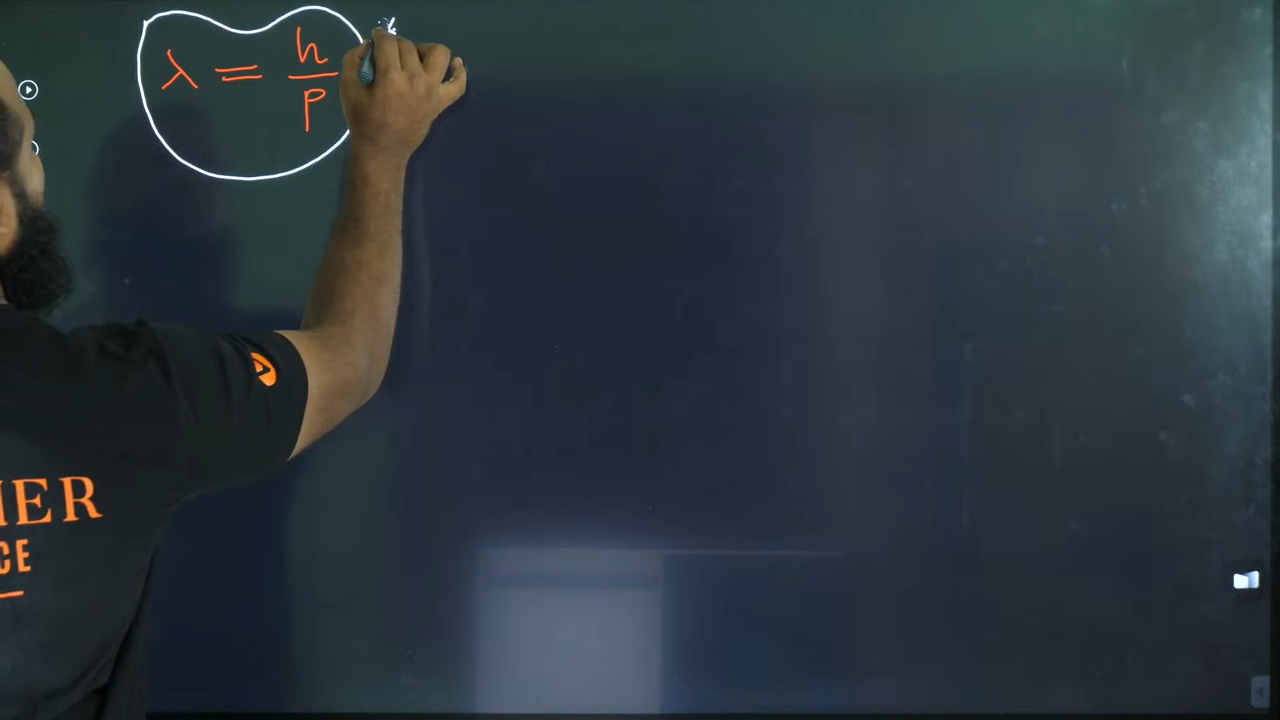 λ = h/p
IER
CE